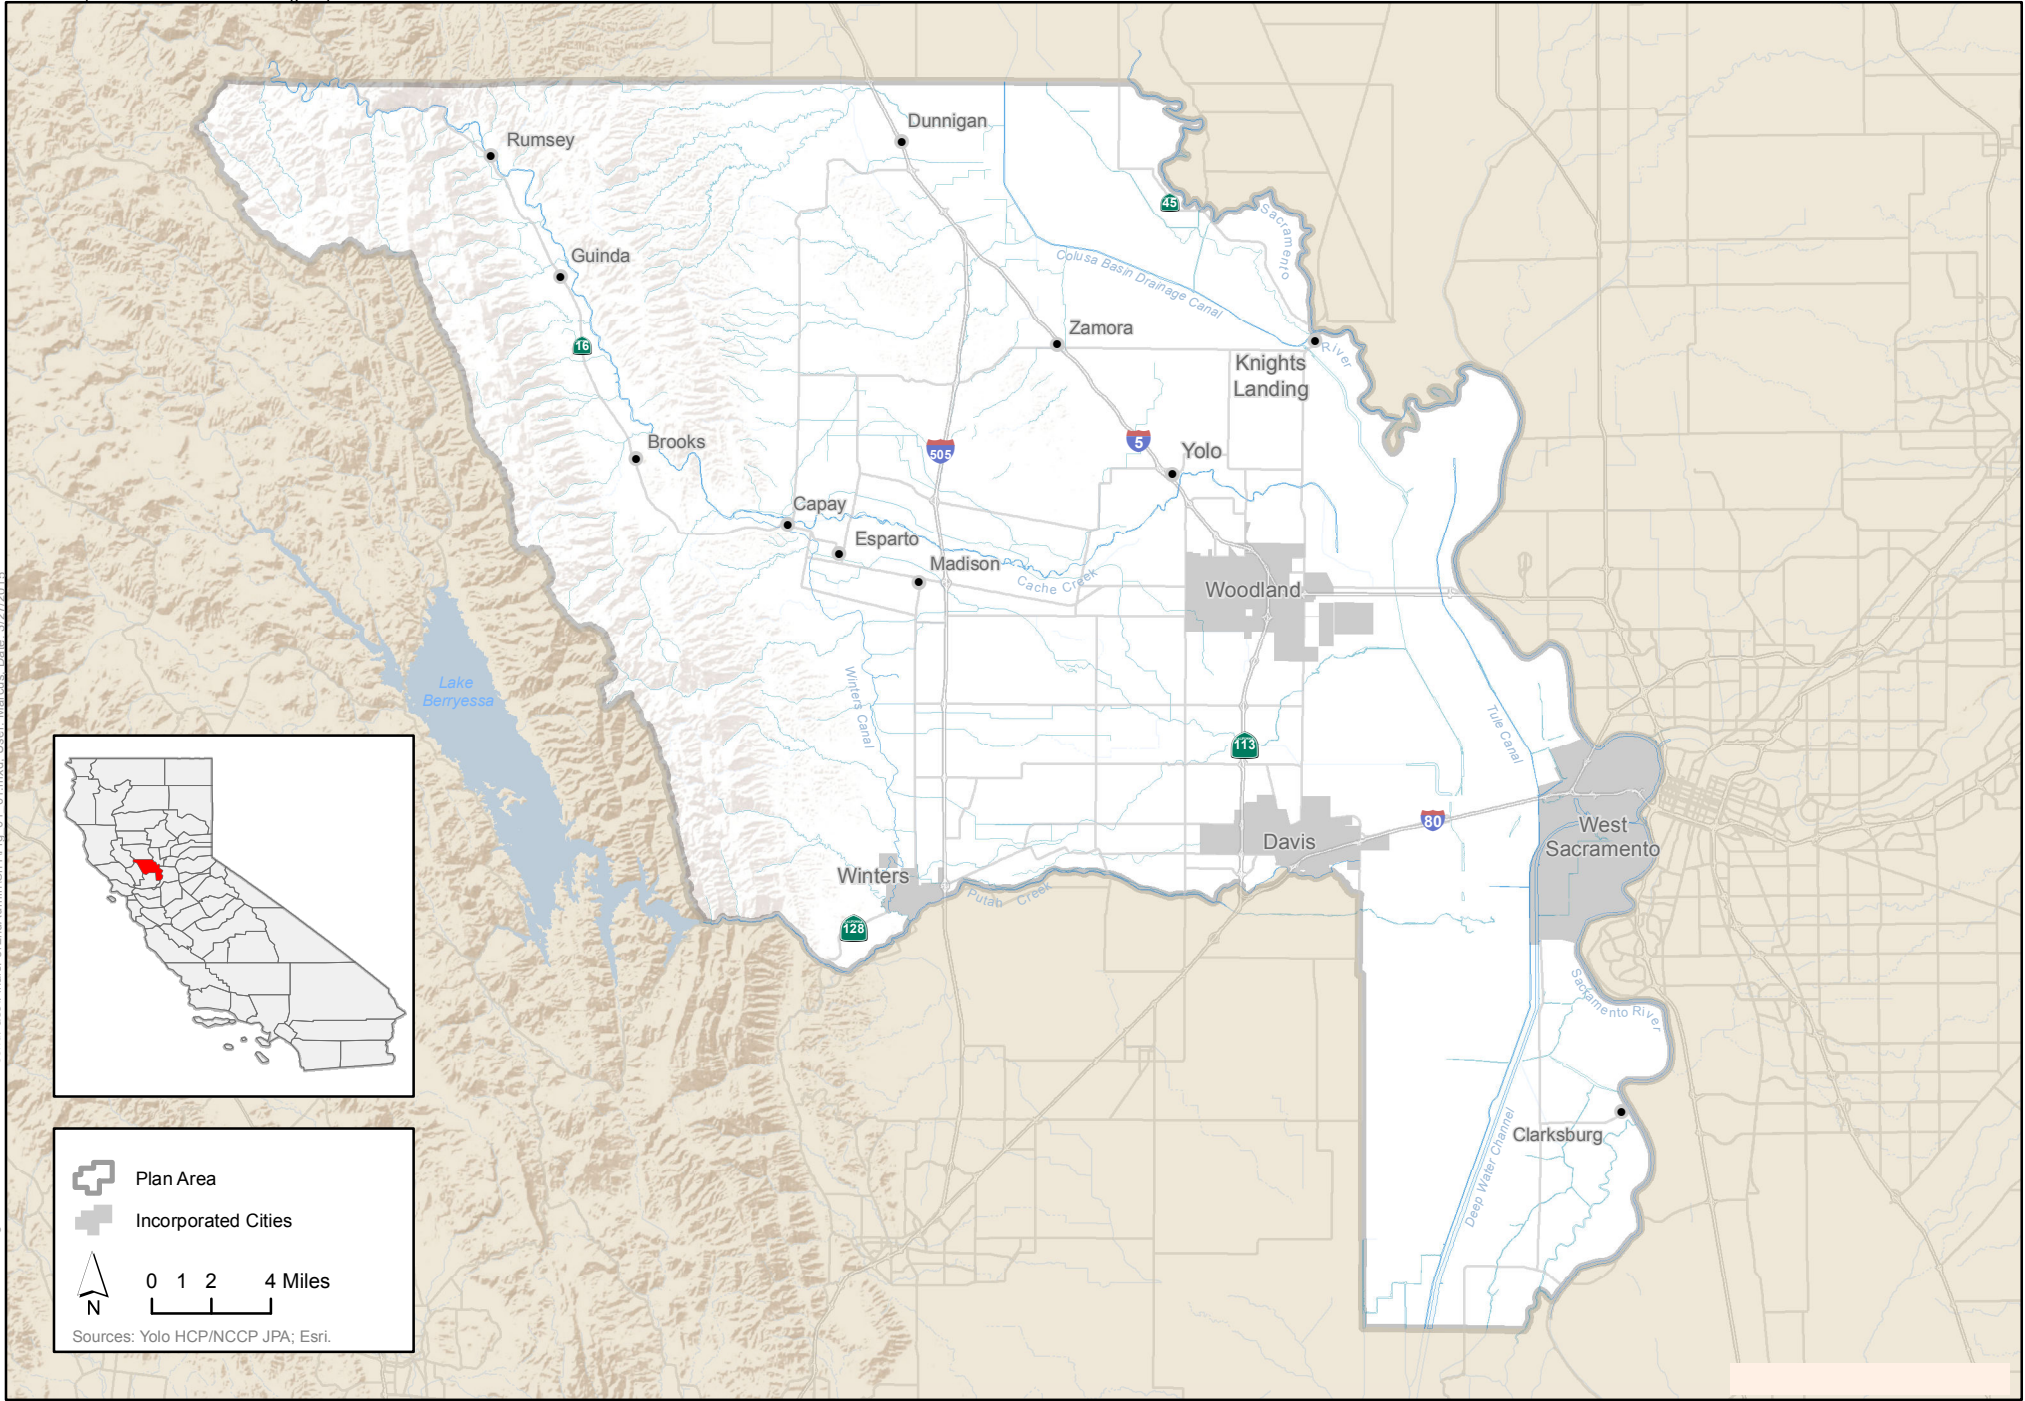 Dunnigan
Rumsey
45
Sacramento
Guinda
Colusa Basin Drainage Canal
Zamora
16
River
Knights
Landing
Brooks
5
505
Yolo
Capay
Esparto
Madison
Cache Creek
Woodland
Lake
Berryessa
Winters Canal
Tule Canal
113
80
Davis
West
Sacramento
Winters
Putah Creek
128
Sacramento River
Clarksburg
Deep Water Channel
Plan Area
Incorporated Cities
0 1 2 4 Miles
N
Sources: Yolo HCP/NCCP JPA; Esri.